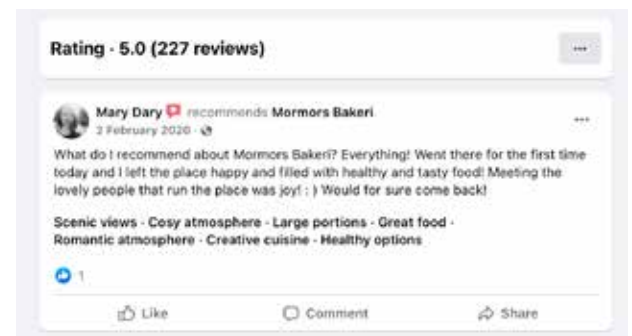 Rating · 5.0 (227 reviews)
Mary Dary recommends Mormors Bakeri
2 February 2020 ·
What do I recommend about Mormors Bakeri? Everything! Went there for the first time
today and I left the place happy and filled with healthy and tasty food! Meeting the
lovely people that run the place was joy! : ) Would for sure come back!
Scenic views · Cosy atmosphere · Large portions · Great food ·
Romantic atmosphere · Creative cuisine · Healthy options
1
Like Comment Share